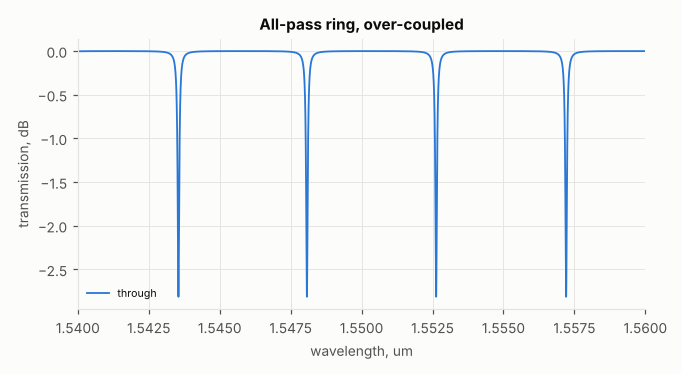 All-pass ring, over-coupled
transmission, dB
0.0
−0.5
−1.0
−1.5
−2.0
−2.5
through
1.5400 1.5425 1.5450 1.5475 1.5500 1.5525 1.5550 1.5575 1.5600
wavelength, um